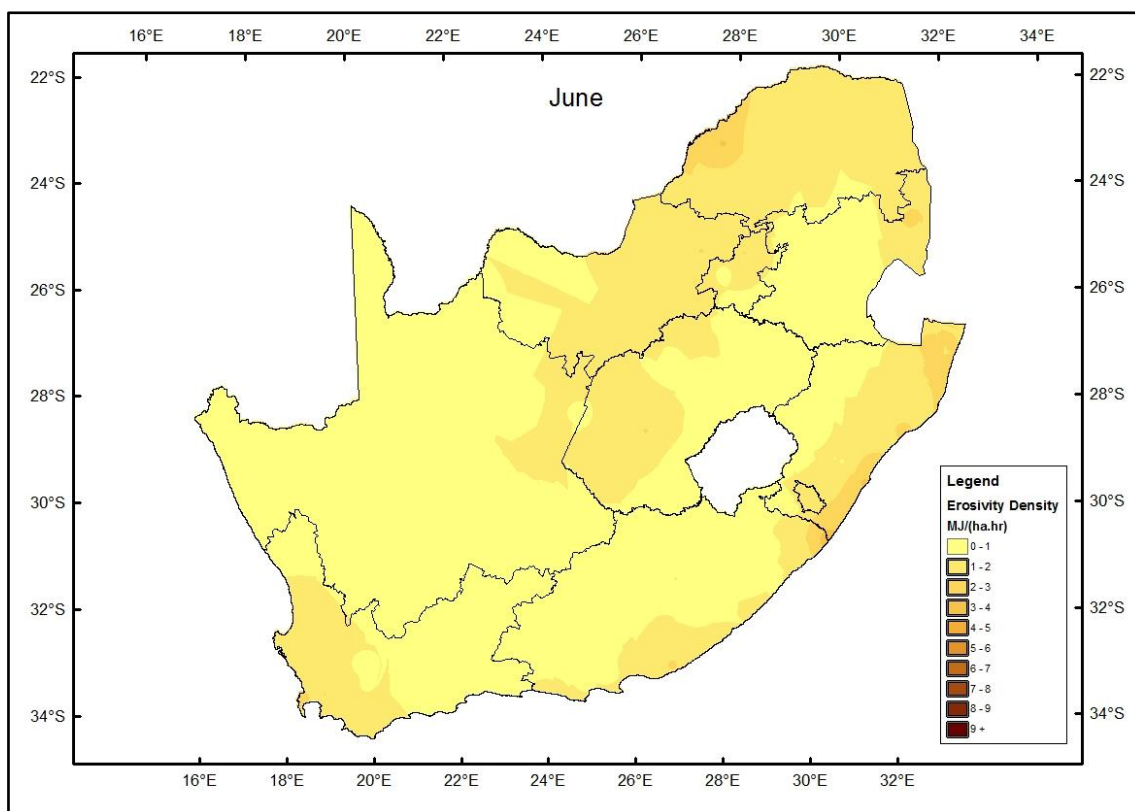 16°E 18°E 20°E 22°E 24°E 26°E 28°E 30°E 32°E 34°E
June
22°S 22°S
24°S 24°S
26°S 26°S
28°S 28°S
30°S 30°S
32°S 32°S
34°S 34°S
Legend
Erosivity Density
MJ/(ha.hr)
0 - 1
1 - 2
2 - 3
3 - 4
4 - 5
5 - 6
6 - 7
7 - 8
8 - 9
9 +
16°E 18°E 20°E 22°E 24°E 26°E 28°E 30°E 32°E